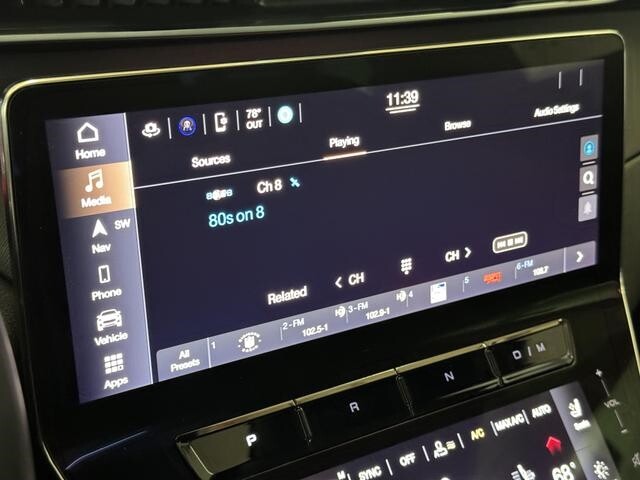 78°
OUT
11:39
Home
Sources
Playing
Browse
Audio Settings
Media
Ch 8
80s on 8
SW
Nav
Phone
Related
CH
CH
Vehicle
All
Presets
1
2-FM
102.5-1
3-FM
102.9-1
4
5
6-FM
Apps
P
R
N
D/M
VOL
SYNC
OFF
A/C
MAX A/C
AUTO
68°